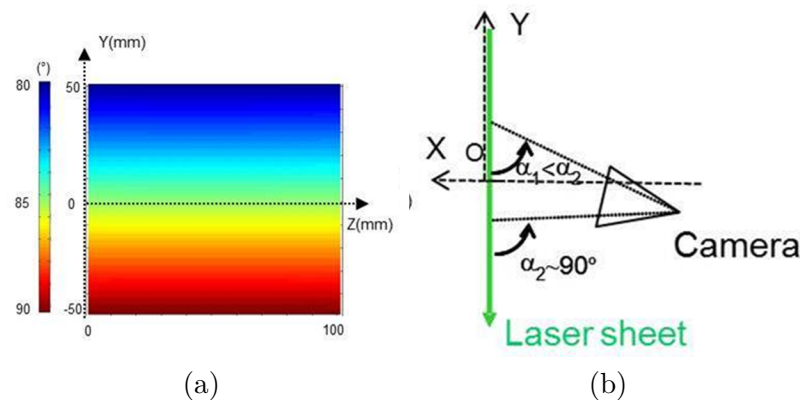 Y(mm)
(°)
80
50
85
0
Z(mm)
90
-50
0
100
(a)
Y
X
O
α₁<α₂
α₂~90°
Camera
Laser sheet
(b)